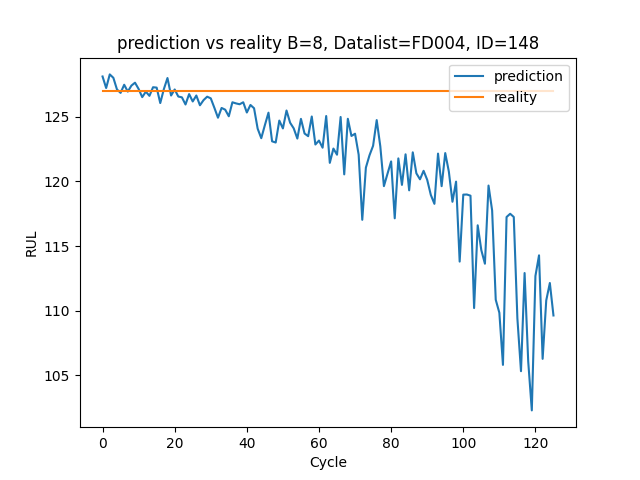 prediction vs reality B=8, Datalist=FD004, ID=148
prediction
reality
RUL
125
120
115
110
105
0 20 40 60 80 100 120
Cycle